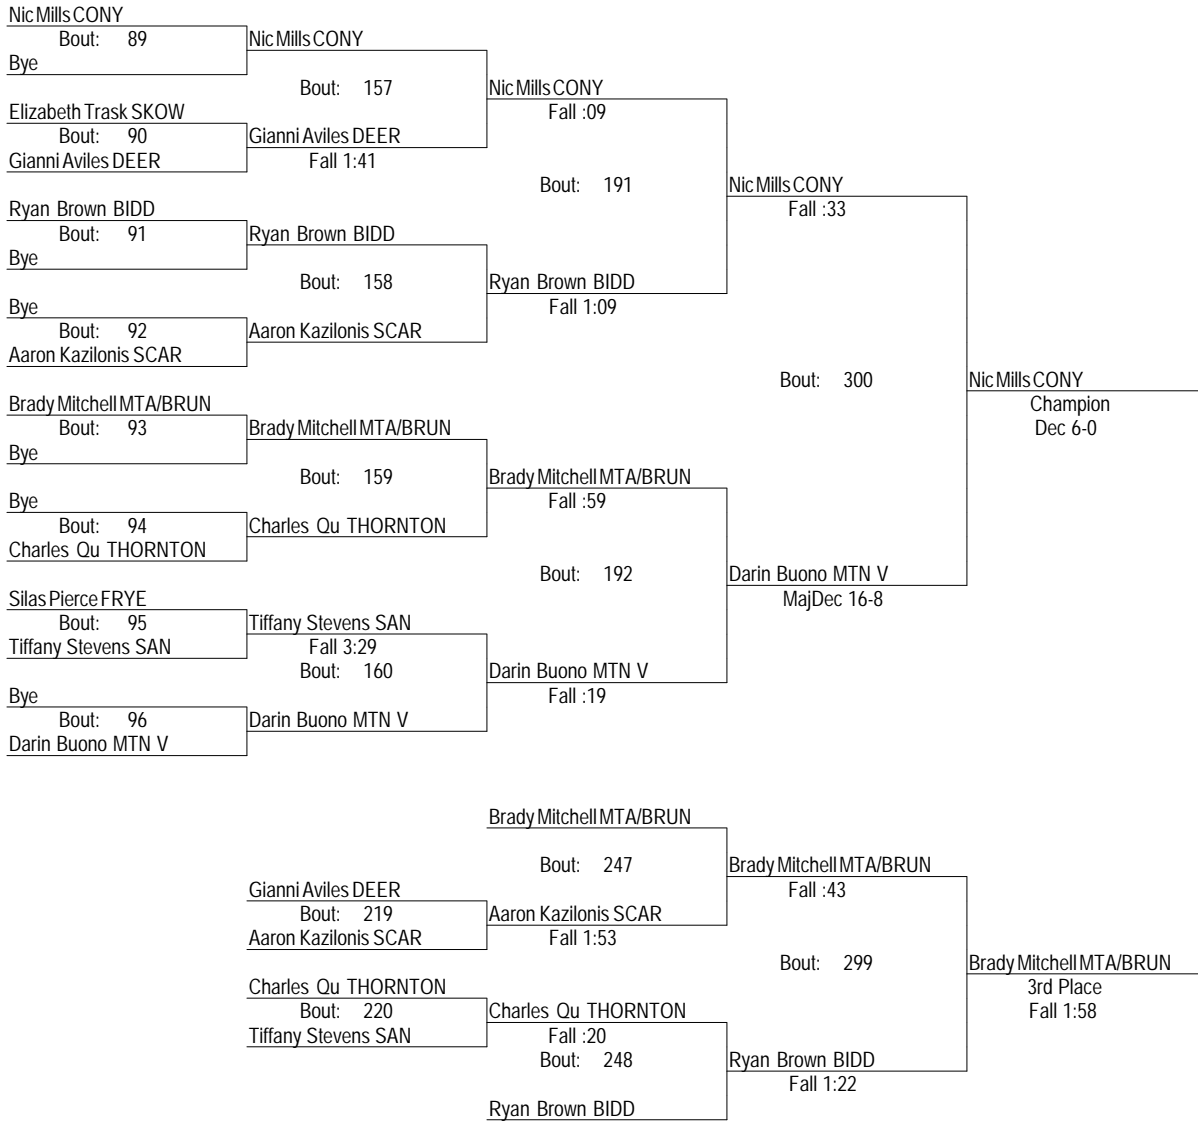 Nic Mills CONY
Bout: 89
Bye
Nic Mills CONY
Bout: 157
Elizabeth Trask SKOW
Bout: 90
Gianni Aviles DEER
Gianni Aviles DEER
Fall 1:41
Nic Mills CONY
Fall :09
Bout: 191
Ryan Brown BIDD
Bout: 91
Bye
Ryan Brown BIDD
Bout: 158
Bye
Bout: 92
Aaron Kazilonis SCAR
Aaron Kazilonis SCAR
Ryan Brown BIDD
Fall 1:09
Nic Mills CONY
Fall :33
Bout: 300
Brady Mitchell MTA/BRUN
Bout: 93
Bye
Brady Mitchell MTA/BRUN
Bout: 159
Bye
Bout: 94
Charles Qu THORNTON
Charles Qu THORNTON
Brady Mitchell MTA/BRUN
Fall :59
Bout: 192
Silas Pierce FRYE
Bout: 95
Tiffany Stevens SAN
Tiffany Stevens SAN
Fall 3:29
Bout: 160
Bye
Bout: 96
Darin Buono MTN V
Darin Buono MTN V
Darin Buono MTN V
Fall :19
Darin Buono MTN V
MajDec 16-8
Nic Mills CONY
Champion
Dec 6-0
Brady Mitchell MTA/BRUN
Bout: 247
Gianni Aviles DEER
Bout: 219
Aaron Kazilonis SCAR
Aaron Kazilonis SCAR
Fall 1:53
Brady Mitchell MTA/BRUN
Fall :43
Bout: 299
Charles Qu THORNTON
Bout: 220
Tiffany Stevens SAN
Charles Qu THORNTON
Fall :20
Bout: 248
Ryan Brown BIDD
Ryan Brown BIDD
Fall 1:22
Brady Mitchell MTA/BRUN
3rd Place
Fall 1:58